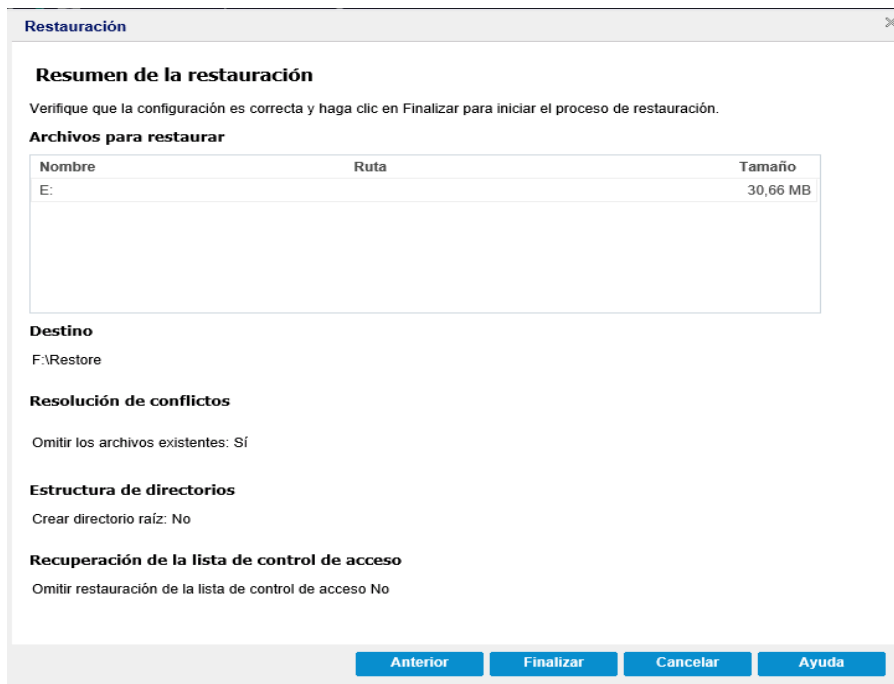 Restauración
Resumen de la restauración
Verifique que la configuración es correcta y haga clic en Finalizar para iniciar el proceso de restauración.
Archivos para restaurar
Nombre Ruta Tamaño
E: 30,66 MB
Destino
F:\Restore
Resolución de conflictos
Omitir los archivos existentes: Sí
Estructura de directorios
Crear directorio raíz: No
Recuperación de la lista de control de acceso
Omitir restauración de la lista de control de acceso No
Anterior Finalizar Cancelar Ayuda